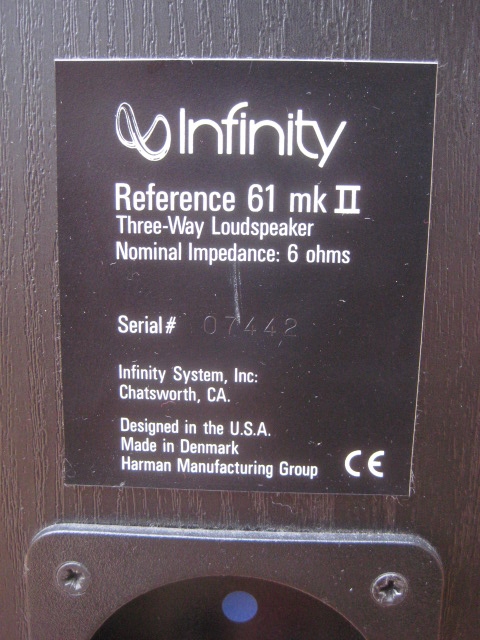 Infinity
Reference 61 mk II
Three-Way Loudspeaker
Nominal Impedance: 6 ohms
Serial# 07442
Infinity System, Inc:
Chatsworth, CA.
Designed in the U.S.A.
Made in Denmark
Harman Manufacturing Group CE